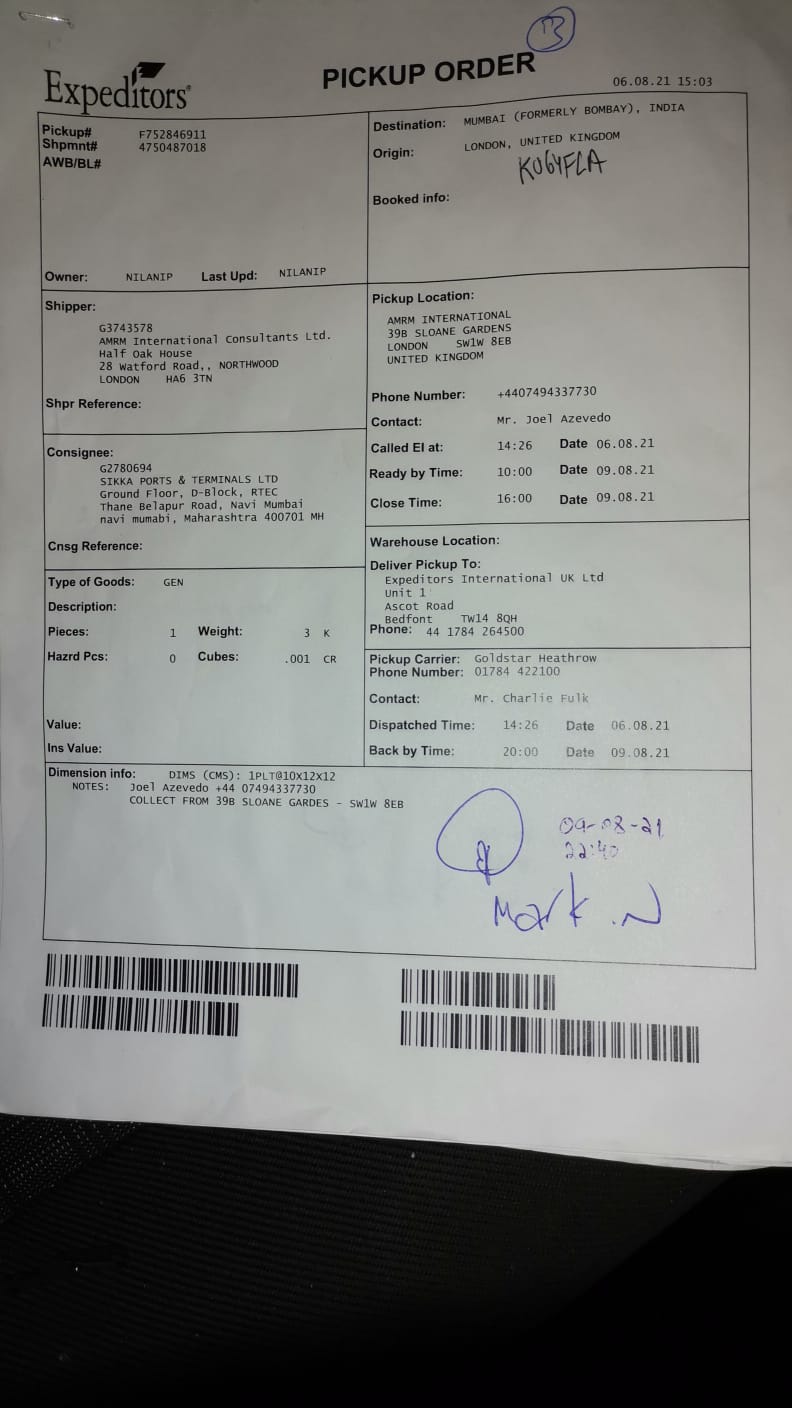 Expeditors
PICKUP ORDER
06.08.21 15:03
Pickup# F752846911
Shpmnt# 4750487018
AWB/BL#
Owner: NILANIP Last Upd: NILANIP
Destination: MUMBAI (FORMERLY BOMBAY), INDIA
Origin: LONDON, UNITED KINGDOM
Booked info:
Shipper:
G3743578
AMRM International Consultants Ltd.
Half Oak House
28 Watford Road,, NORTHWOOD
LONDON HA6 3TN
Shpr Reference:
Consignee:
G2780694
SIKKA PORTS & TERMINALS LTD
Ground Floor, D-Block, RTEC
Thane Belapur Road, Navi Mumbai
navi mumabi, Maharashtra 400701 MH
Cnsg Reference:
Type of Goods: GEN
Description:
Pieces: 1 Weight: 3 K
Hazrd Pcs: 0 Cubes: .001 CR
Value:
Ins Value:
Pickup Location:
AMRM INTERNATIONAL
39B SLOANE GARDENS
LONDON SW1W 8EB
UNITED KINGDOM
Phone Number: +4407494337730
Contact: Mr. Joel Azevedo
Called EI at: 14:26 Date 06.08.21
Ready by Time: 10:00 Date 09.08.21
Close Time: 16:00 Date 09.08.21
Warehouse Location:
Deliver Pickup To:
Expeditors International UK Ltd
Unit 1
Ascot Road
Bedfont TW14 8QH
Phone: 44 1784 264500
Pickup Carrier: Goldstar Heathrow
Phone Number: 01784 422100
Contact: Mr. Charlie Fulk
Dispatched Time: 14:26 Date 06.08.21
Back by Time: 20:00 Date 09.08.21
Dimension info: DIMS (CMS): 1PLT@10X12X12
NOTES: Joel Azevedo +44 07494337730
COLLECT FROM 39B SLOANE GARDES - SW1W 8EB
09-08-21
22:40
Mark .N